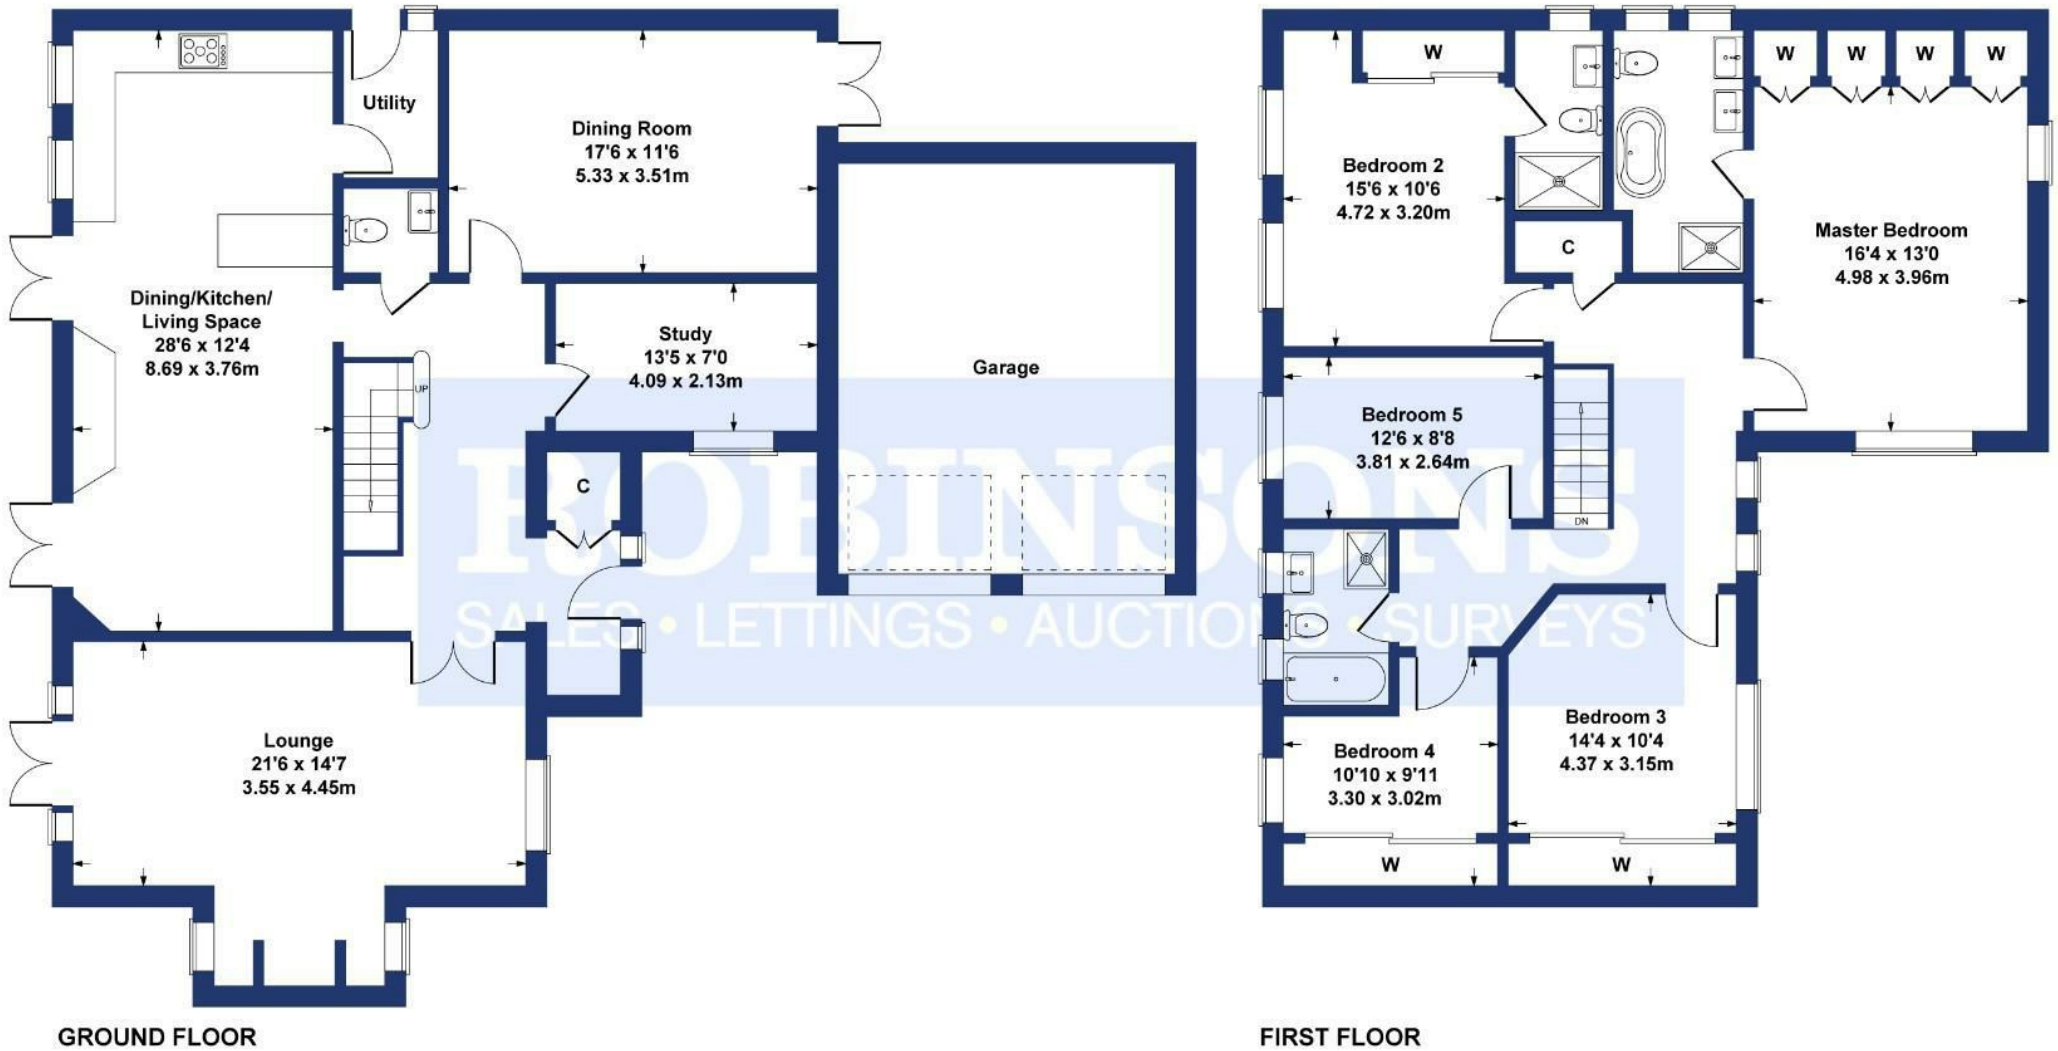 Utility
Dining Room
17'6 x 11'6
5.33 x 3.51m
Dining/Kitchen/
Living Space
28'6 x 12'4
8.69 x 3.76m
Study
13'5 x 7'0
4.09 x 2.13m
Garage
UP
C
Lounge
21'6 x 14'7
3.55 x 4.45m
GROUND FLOOR
W
W
W
W
W
Bedroom 2
15'6 x 10'6
4.72 x 3.20m
C
Master Bedroom
16'4 x 13'0
4.98 x 3.96m
Bedroom 5
12'6 x 8'8
3.81 x 2.64m
DN
Bedroom 4
10'10 x 9'11
3.30 x 3.02m
W
Bedroom 3
14'4 x 10'4
4.37 x 3.15m
W
FIRST FLOOR
ROBINSONS
SALES • LETTINGS • AUCTIONS • SURVEYS